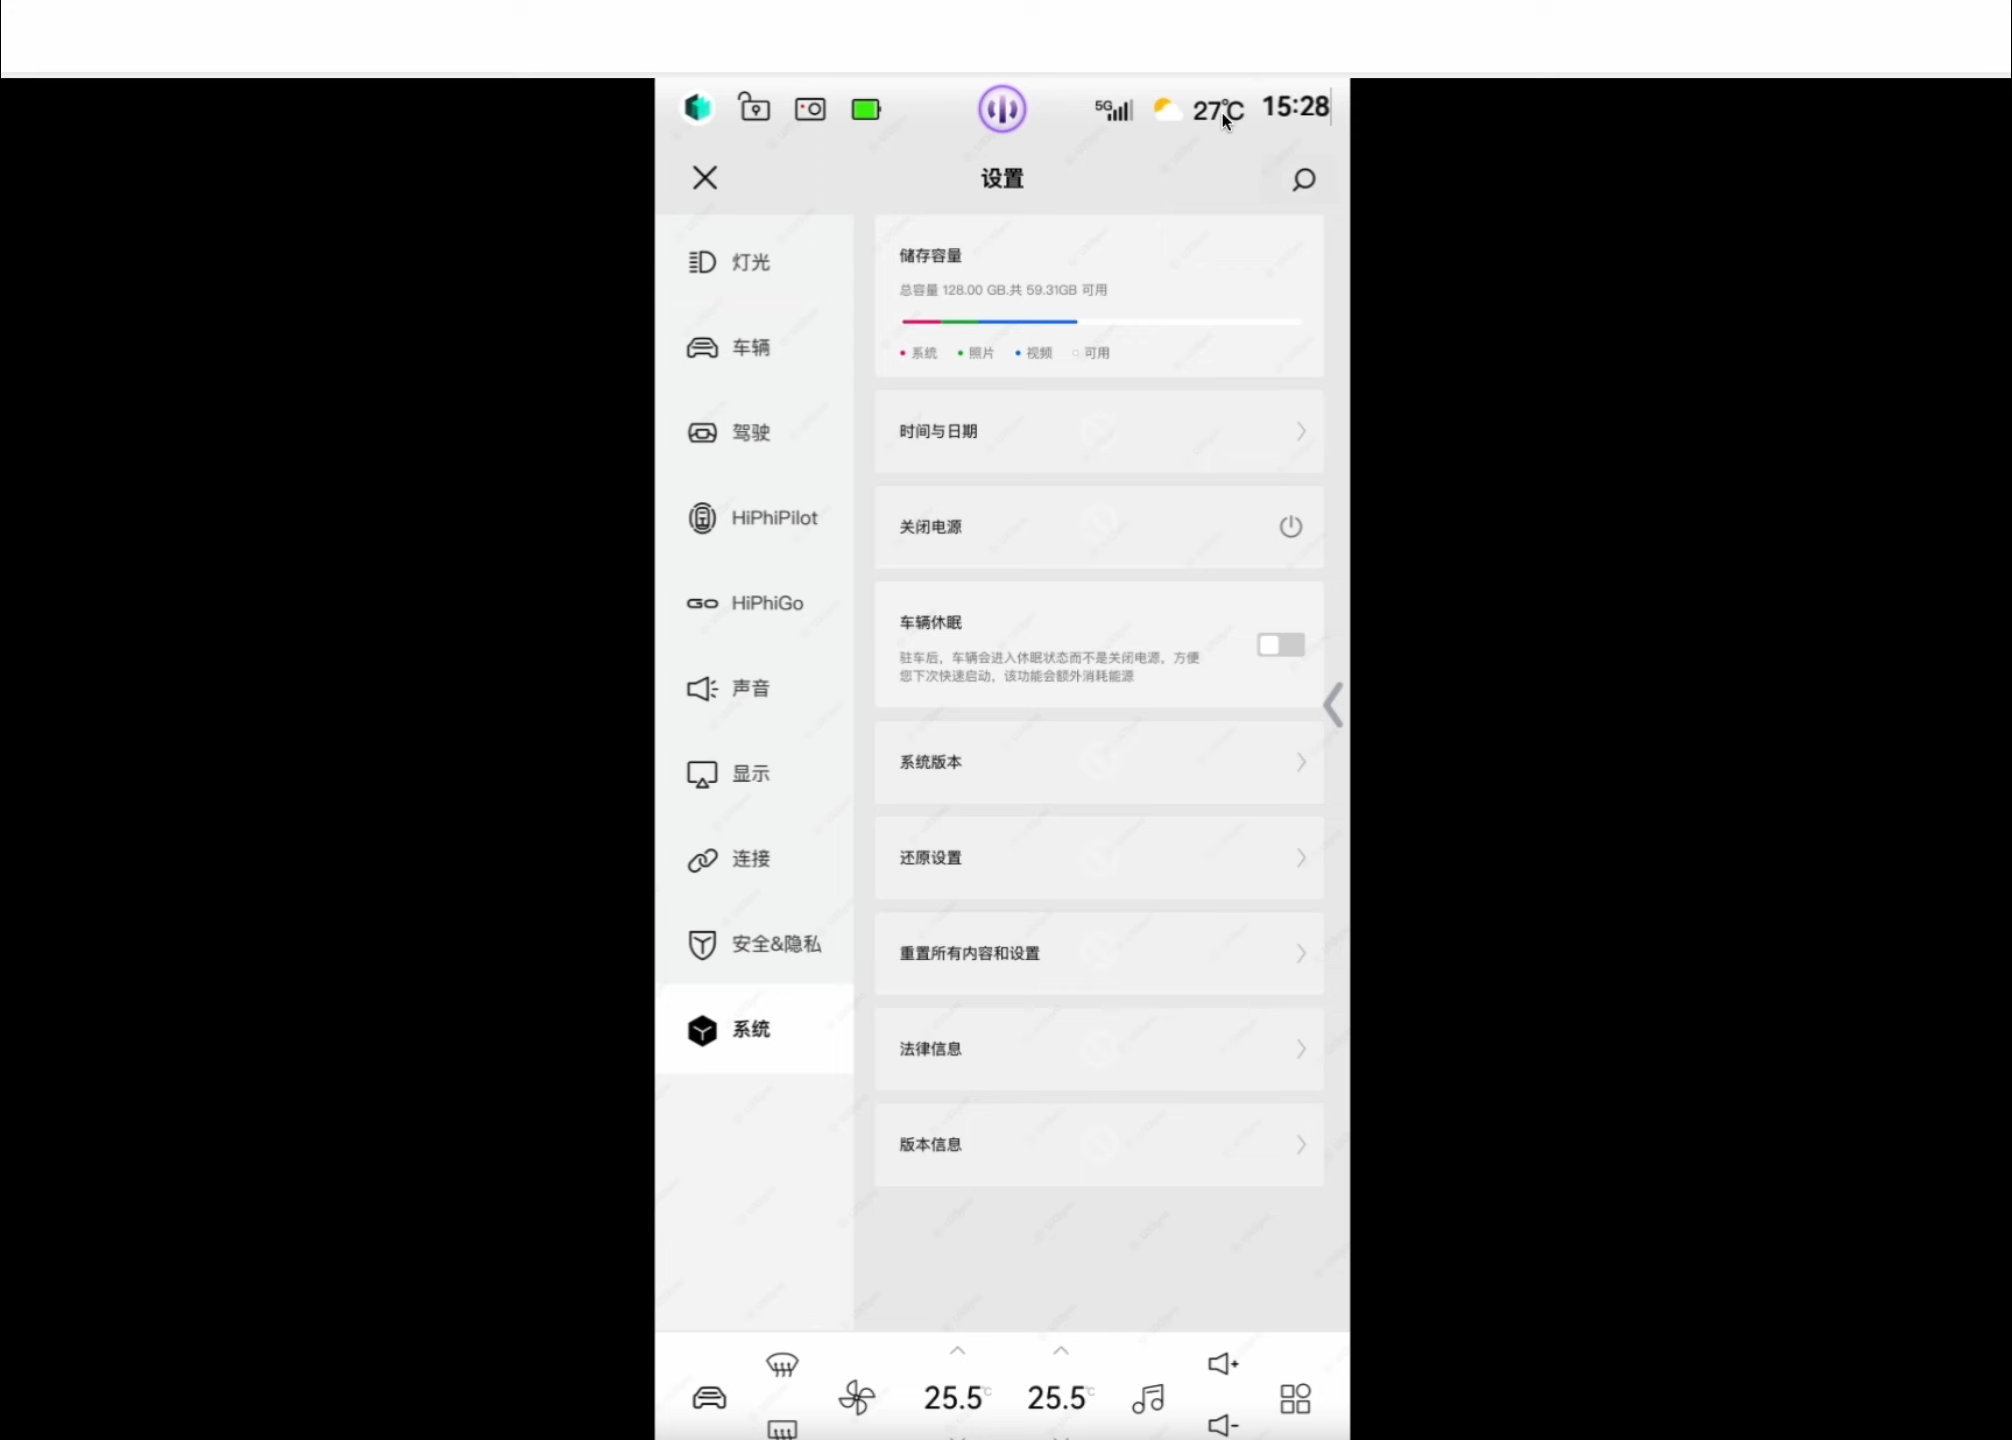 5G 27℃ 15:28
设置
灯光
车辆
驾驶
HiPhiPilot
GO HiPhiGo
声音
显示
连接
安全&隐私
系统
储存容量
总容量 128.00 GB.共 59.31GB 可用
系统 照片 视频 可用
时间与日期
关闭电源
车辆休眠
驻车后，车辆会进入休眠状态而不是关闭电源，方便
您下次快速启动，该功能会额外消耗能源
系统版本
还原设置
重置所有内容和设置
法律信息
版本信息
25.5℃ 25.5℃